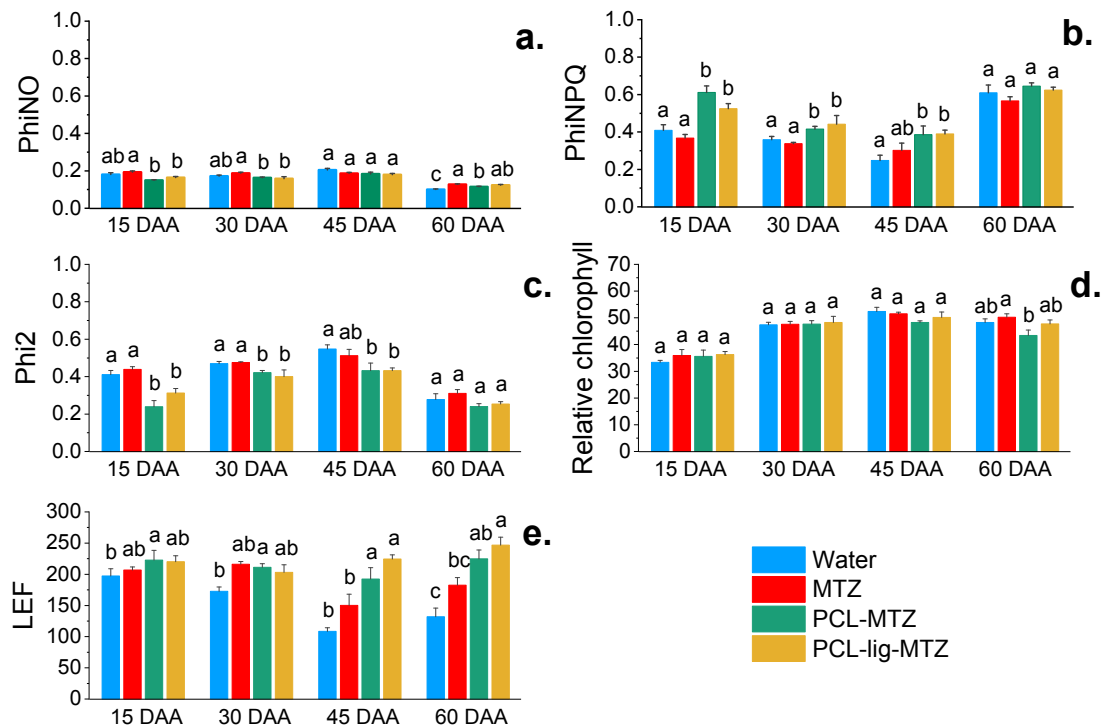 a.
PhiNO
1.0
0.8
0.6
0.4
0.2
0.0
ab a b b ab a b b a a a a c a b ab
15 DAA 30 DAA 45 DAA 60 DAA
b.
PhiNPQ
1.0
0.8
0.6
0.4
0.2
0.0
a a b b a a b b a ab b b a a a a
15 DAA 30 DAA 45 DAA 60 DAA
c.
Phi2
1.0
0.8
0.6
0.4
0.2
0.0
a a b b a a b b a ab b b a a a a
15 DAA 30 DAA 45 DAA 60 DAA
d.
Relative chlorophyll
70
60
50
40
30
20
10
0
a a a a a a a a a a a a ab a b ab
15 DAA 30 DAA 45 DAA 60 DAA
e.
LEF
300
250
200
150
100
50
0
b ab a ab b ab a ab b b a a c bc ab a
15 DAA 30 DAA 45 DAA 60 DAA
Water
MTZ
PCL-MTZ
PCL-lig-MTZ